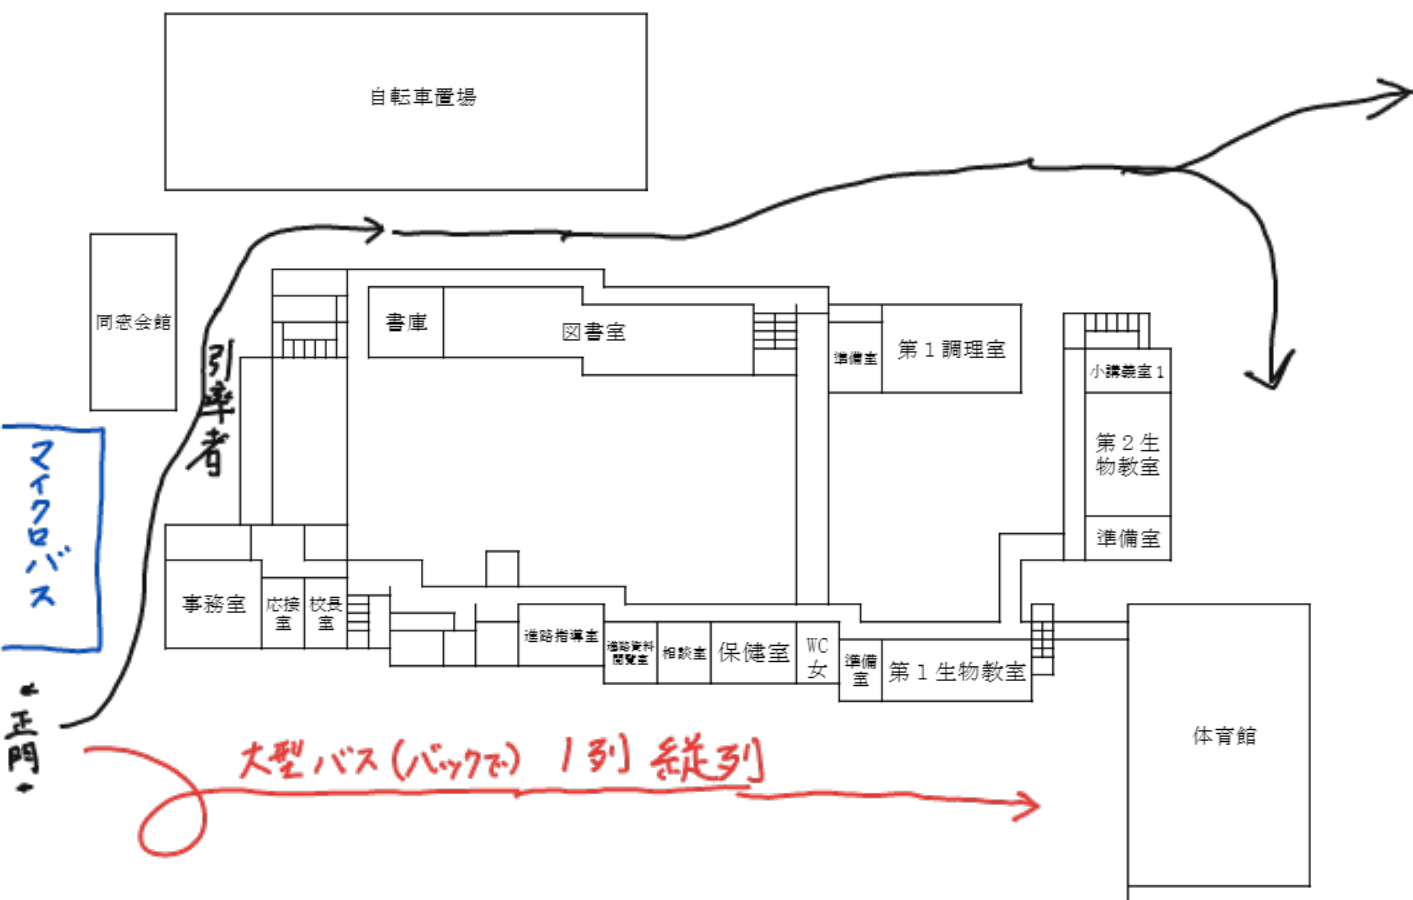 自転車置場
同窓会館
引率者
書庫
図書室
準備室
第1調理室
小講義室1
第2生
物教室
準備室
マイクロバス
事務室
応接
室
校長
室
進路指導室
進路資料
閲覧室
相談室
保健室
WC
女
準備
室
第1生物教室
・正門・
大型バス(バックで) 1列 縦列
体育館